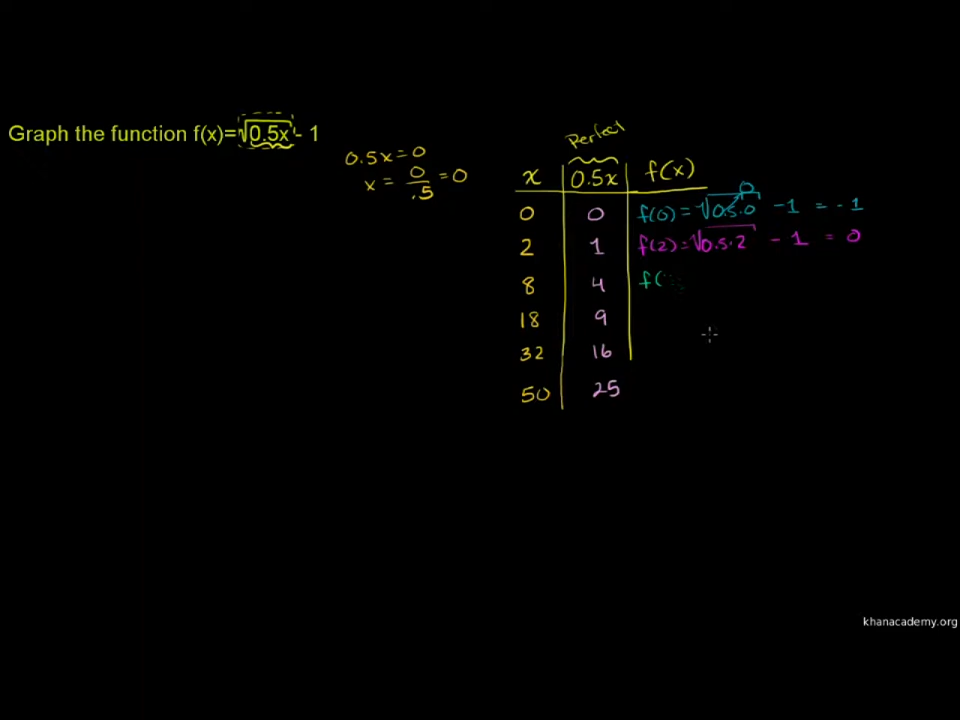 Graph the function f(x)=√0.5x - 1
0.5x=0
x = 0/.5 = 0
Perfect
x 0.5x f(x)
0 0 f(0) = √0.5·0 0 -1 = -1
2 1 f(2) = √0.5·2 - 1 = 0
8 4 f(
18 9
32 16
50 25
khanacademy.org